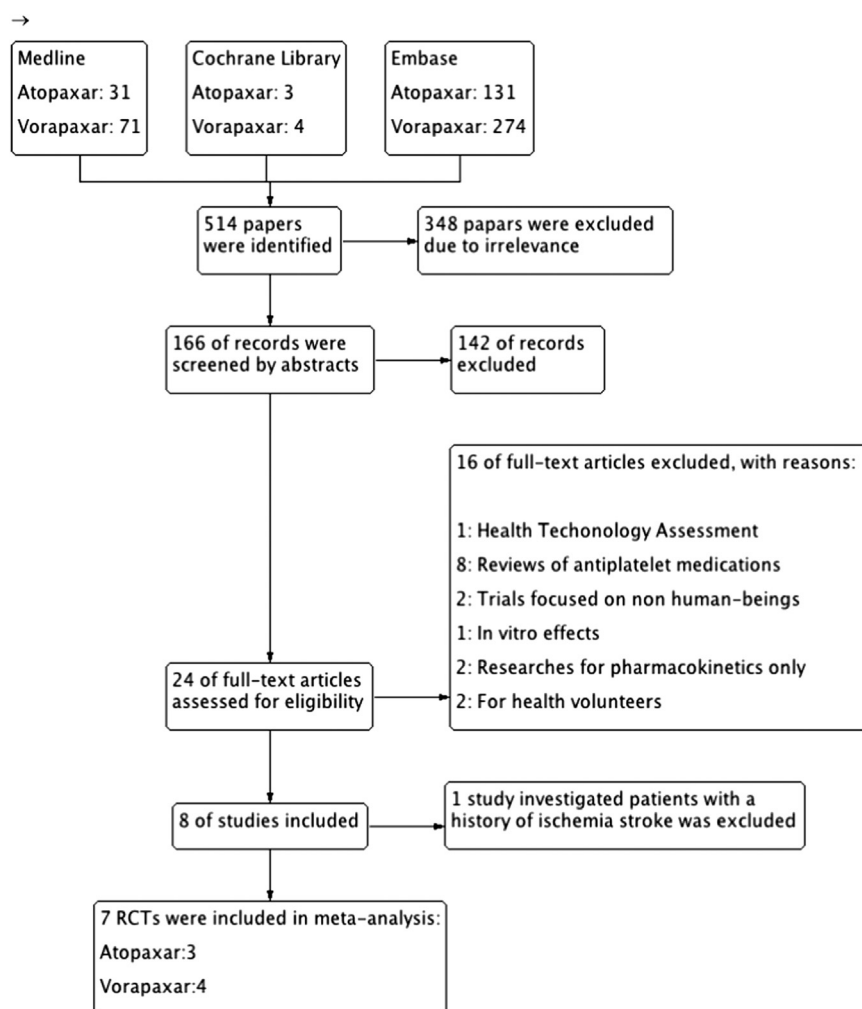 →
Medline
Atopaxar: 31
Vorapaxar: 71
Cochrane Library
Atopaxar: 3
Vorapaxar: 4
Embase
Atopaxar: 131
Vorapaxar: 274
514 papers
were identified
348 papars were excluded
due to irrelevance
166 of records were
screened by abstracts
142 of records
excluded
16 of full-text articles excluded, with reasons:
1: Health Techonology Assessment
8: Reviews of antiplatelet medications
2: Trials focused on non human-beings
1: In vitro effects
2: Researches for pharmacokinetics only
2: For health volunteers
24 of full-text articles
assessed for eligibility
8 of studies included
1 study investigated patients with a
history of ischemia stroke was excluded
7 RCTs were included in meta-analysis:
Atopaxar:3
Vorapaxar:4